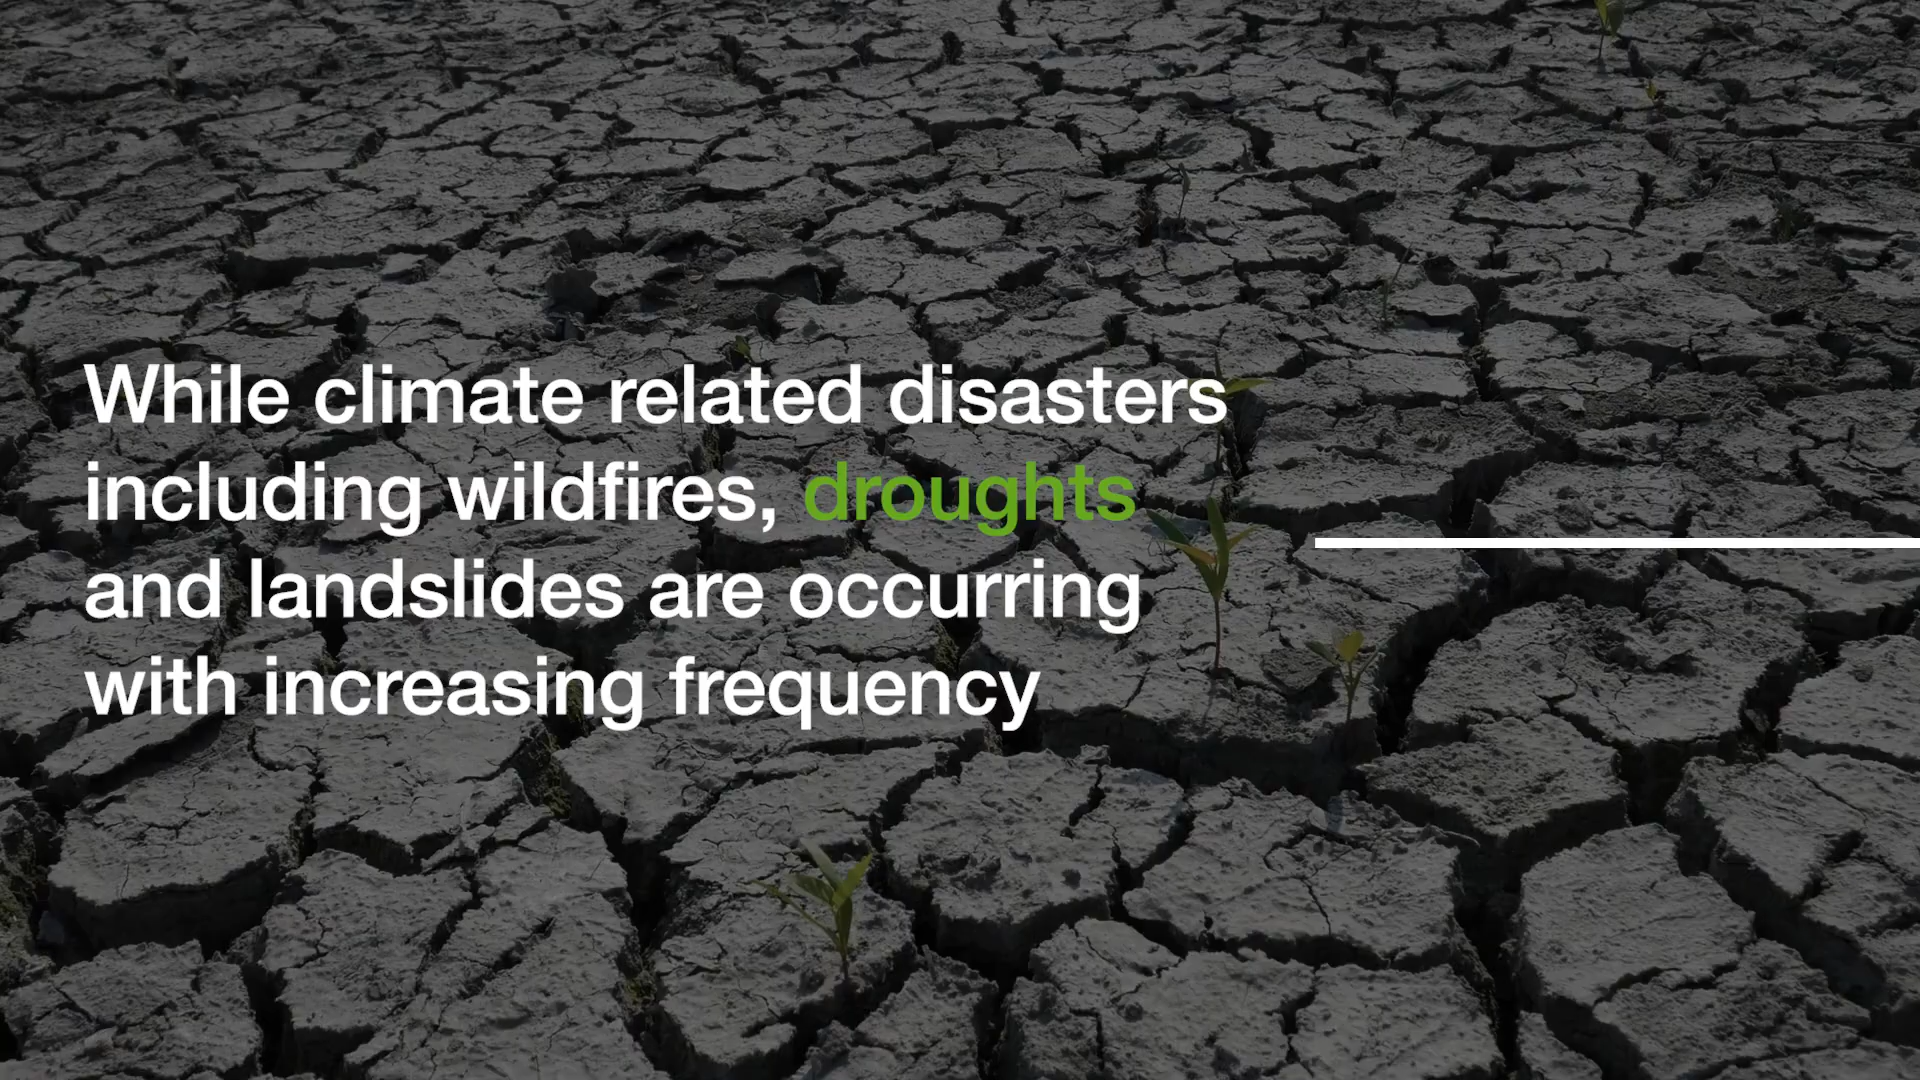 While climate related disasters
including wildfires, droughts
and landslides are occurring
with increasing frequency